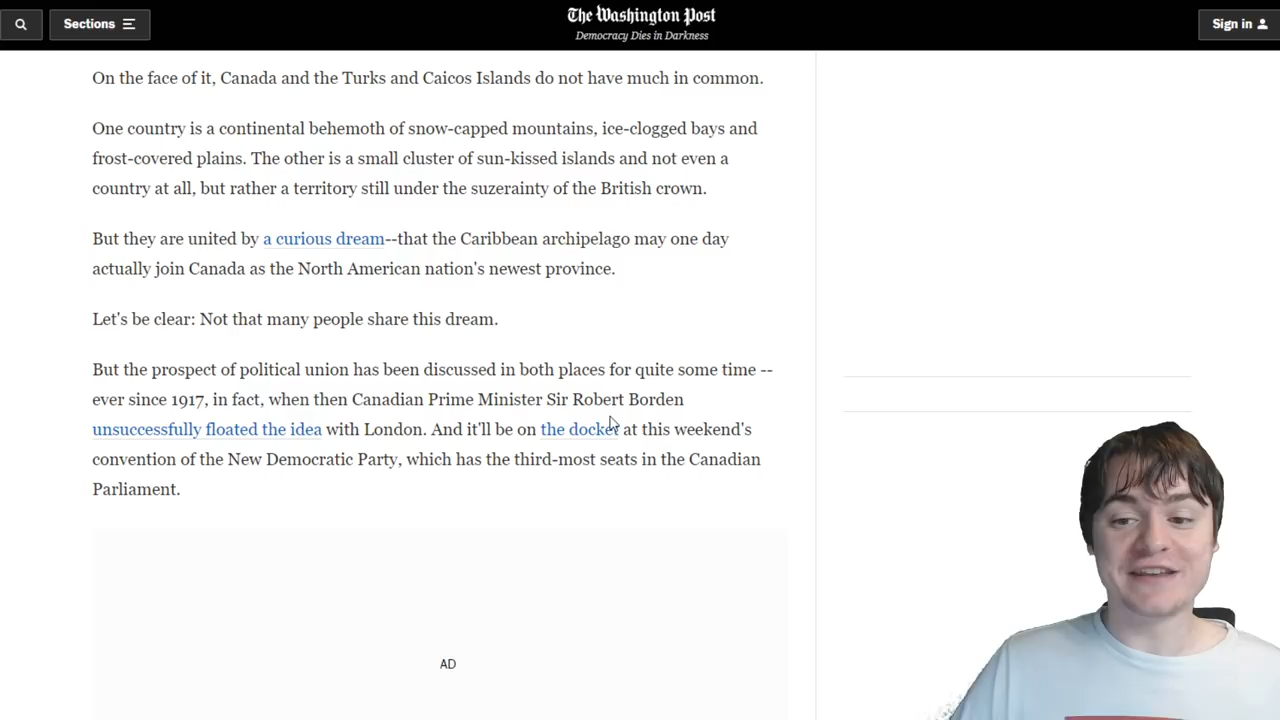 Sections
The Washington Post
Democracy Dies in Darkness
Sign in
On the face of it, Canada and the Turks and Caicos Islands do not have much in common.
One country is a continental behemoth of snow-capped mountains, ice-clogged bays and
frost-covered plains. The other is a small cluster of sun-kissed islands and not even a
country at all, but rather a territory still under the suzerainty of the British crown.
But they are united by a curious dream--that the Caribbean archipelago may one day
actually join Canada as the North American nation's newest province.
Let's be clear: Not that many people share this dream.
But the prospect of political union has been discussed in both places for quite some time --
ever since 1917, in fact, when then Canadian Prime Minister Sir Robert Borden
unsuccessfully floated the idea with London. And it'll be on the docket at this weekend's
convention of the New Democratic Party, which has the third-most seats in the Canadian
Parliament.
AD